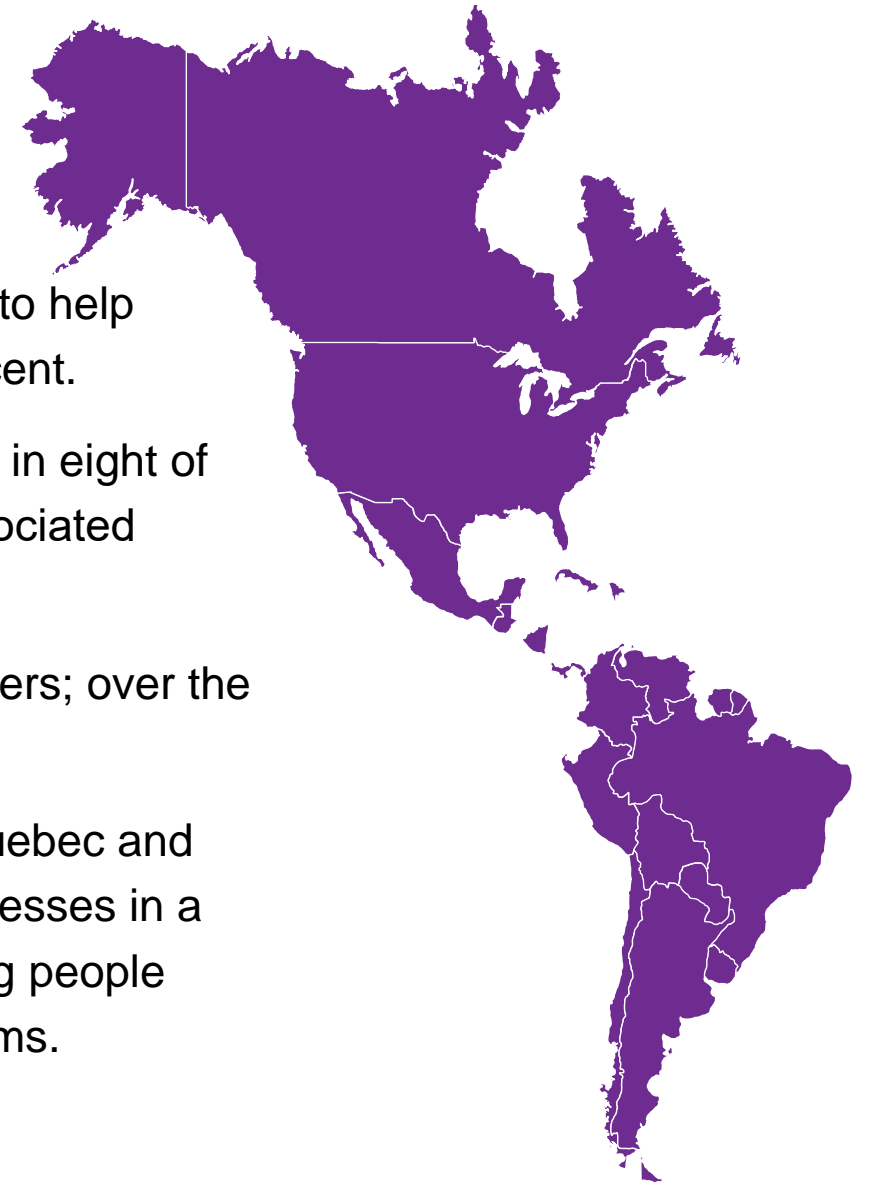 to help
cent.
in eight of
ociated
ers; over the
uebec and
esses in a
g people
ms.